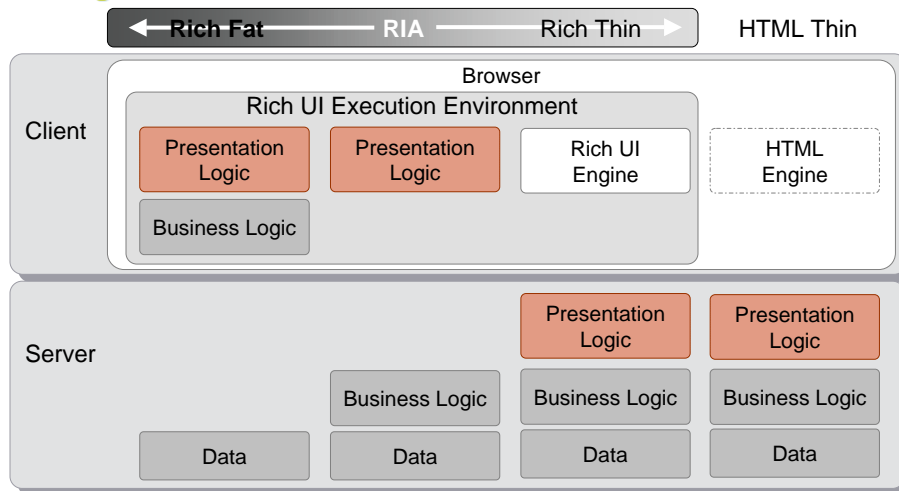 Rich Fat RIA Rich Thin HTML Thin
Browser
Rich UI Execution Environment
Client
Presentation
Logic
Presentation
Logic
Rich UI
Engine
HTML
Engine
Business Logic
Server
Presentation
Logic
Presentation
Logic
Business Logic
Business Logic
Business Logic
Data
Data
Data
Data